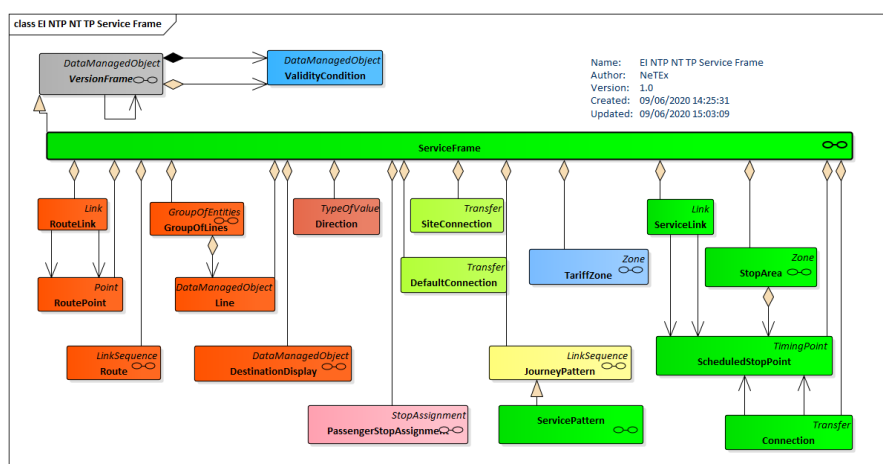 class EI NTP NT TP Service Frame
DataManagedObject
VersionFrame
DataManagedObject
ValidityCondition
Name: EI NTP NT TP Service Frame
Author: NeTEx
Version: 1.0
Created: 09/06/2020 14:25:31
Updated: 09/06/2020 15:03:09
ServiceFrame
Link
RouteLink
GroupOfEntities
GroupOfLines
TypeOfValue
Direction
Transfer
SiteConnection
Link
ServiceLink
Zone
TariffZone
Zone
StopArea
Transfer
DefaultConnection
Point
RoutePoint
DataManagedObject
Line
LinkSequence
Route
DataManagedObject
DestinationDisplay
LinkSequence
JourneyPattern
TimingPoint
ScheduledStopPoint
StopAssignment
PassengerStopAssignment
ServicePattern
Transfer
Connection